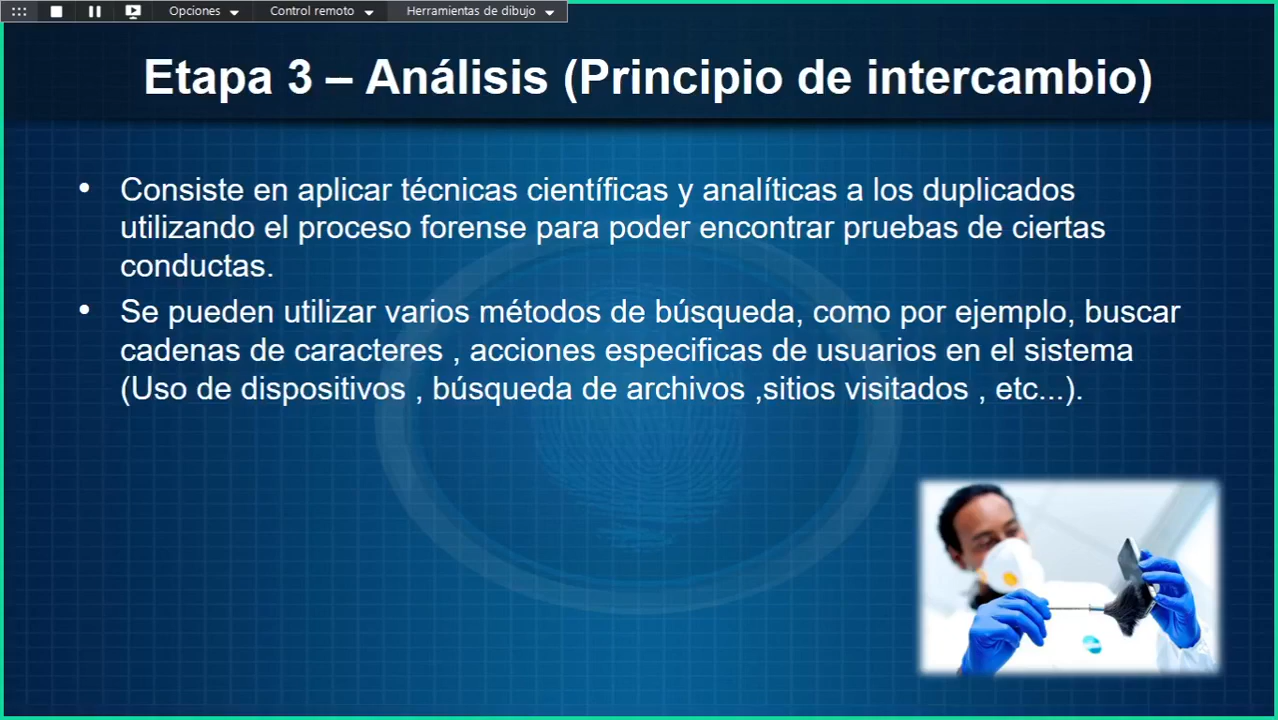 Opciones Control remoto Herramientas de dibujo
Etapa 3 – Análisis (Principio de intercambio)
• Consiste en aplicar técnicas científicas y analíticas a los duplicados
utilizando el proceso forense para poder encontrar pruebas de ciertas
conductas.
• Se pueden utilizar varios métodos de búsqueda, como por ejemplo, buscar
cadenas de caracteres , acciones especificas de usuarios en el sistema
(Uso de dispositivos , búsqueda de archivos ,sitios visitados , etc...).